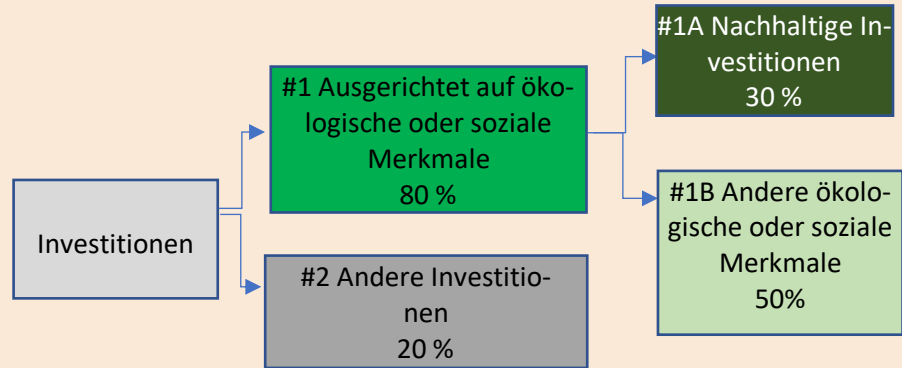 Investitionen
#1 Ausgerichtet auf öko-
logische oder soziale
Merkmale
80 %
#2 Andere Investitio-
nen
20 %
#1A Nachhaltige In-
vestitionen
30 %
#1B Andere ökolo-
gische oder soziale
Merkmale
50%